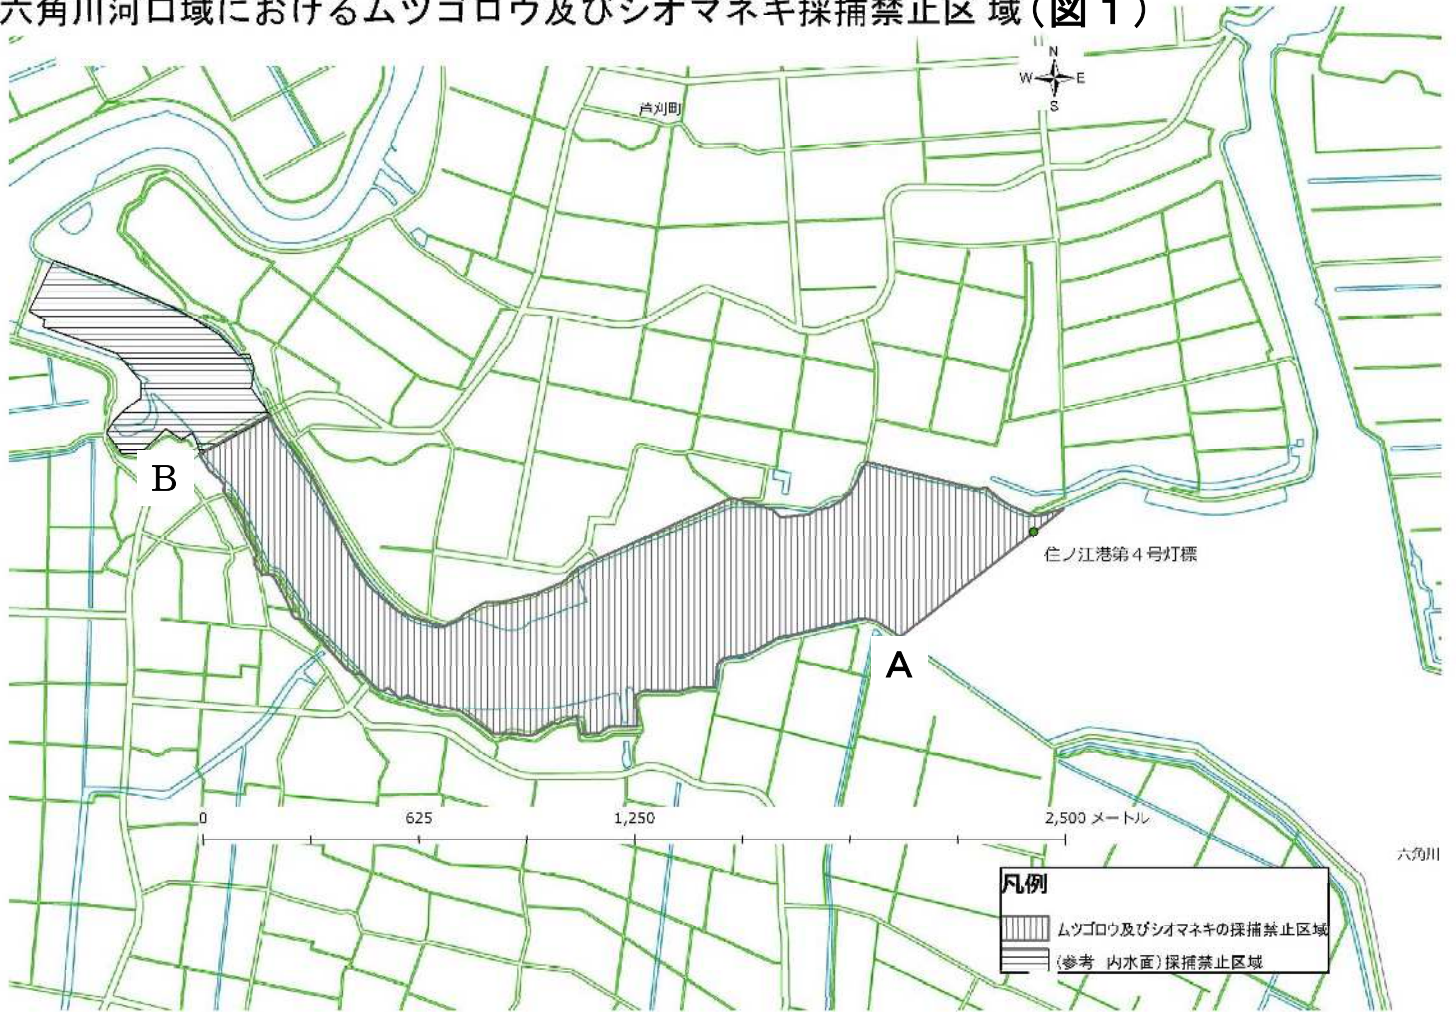 六角川河口域におけるムツゴロウ及びシオマネキ採捕禁止区 域(図 1)
N
W E
S
芦刈町
B
住ノ江港第4号灯標
A
0 625 1,250 2,500 メートル
六角川
凡例
ムツゴロウ及びシオマネキの採捕禁止区域
(参考 内水面)採捕禁止区域